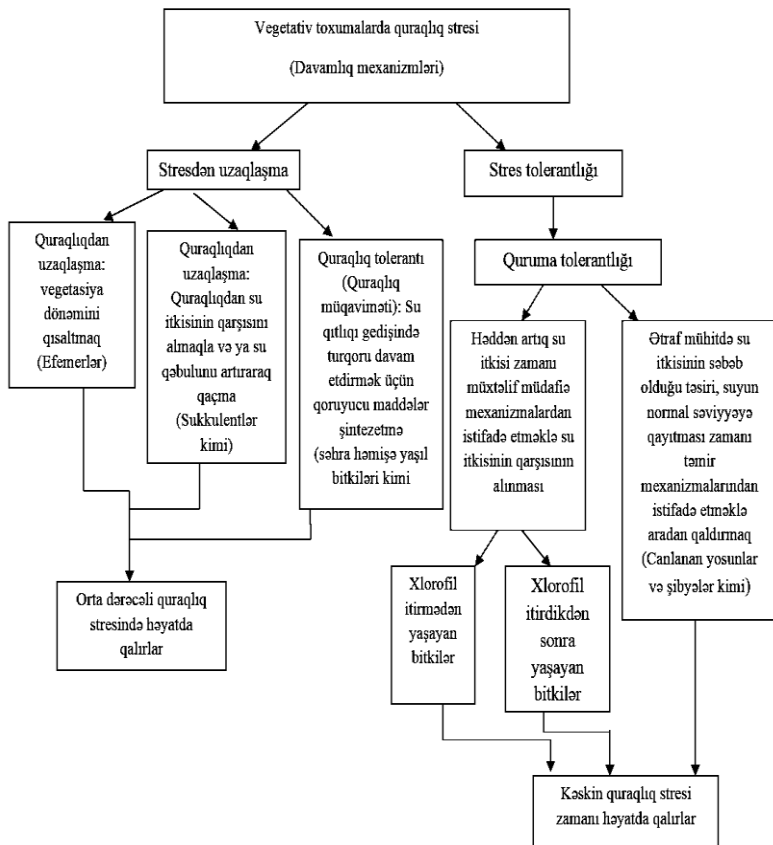 Vegetativ toxumalarda quraqlıq stresi
(Davamlıq mexanizmləri)
Stresdən uzaqlaşma
Stres tolerantlığı
Quraqlıqdan
uzaqlaşma:
vegetasiya
dönəmini
qısaltmaq
(Efemerlər)
Quraqlıqdan
uzaqlaşma:
Quraqlıqdan su
itkisinin qarşısını
almaqla və ya su
qəbulunu artıraraq
qaçma
(Sukkulentlər
kimi)
Quraqlıq tolerantı
(Quraqlıq
müqaviməti): Su
qıtlıqı gedişində
turqoru davam
etdirmək üçün
qoruyucu maddələr
şintezetmə
(səhra həmişə yaşıl
bitkiləri kimi
Quruma tolerantlığı
Həddən artıq su
itkisi zamanı
müxtəlif müdafiə
mexanizmalardan
istifadə etməklə su
itkisinin qarşısının
alınması
Ətraf mühitdə su
itkisinin səbəb
olduğu təsiri, suyun
normal səviyyəyə
qayıtması zamanı
təmir
mexanizmalarından
istifadə etməklə
aradan qaldırmaq
(Canlanan yosunlar
və şibyələr kimi)
Orta dərəcəli quraqlıq
stresində həyatda
qalırlar
Xlorofil
itirmədən
yaşayan
bitkilər
Xlorofil
itirdikdən
sonra
yaşayan
bitkilər
Kəskin quraqlıq stresi
zamanı həyatda qalırlar